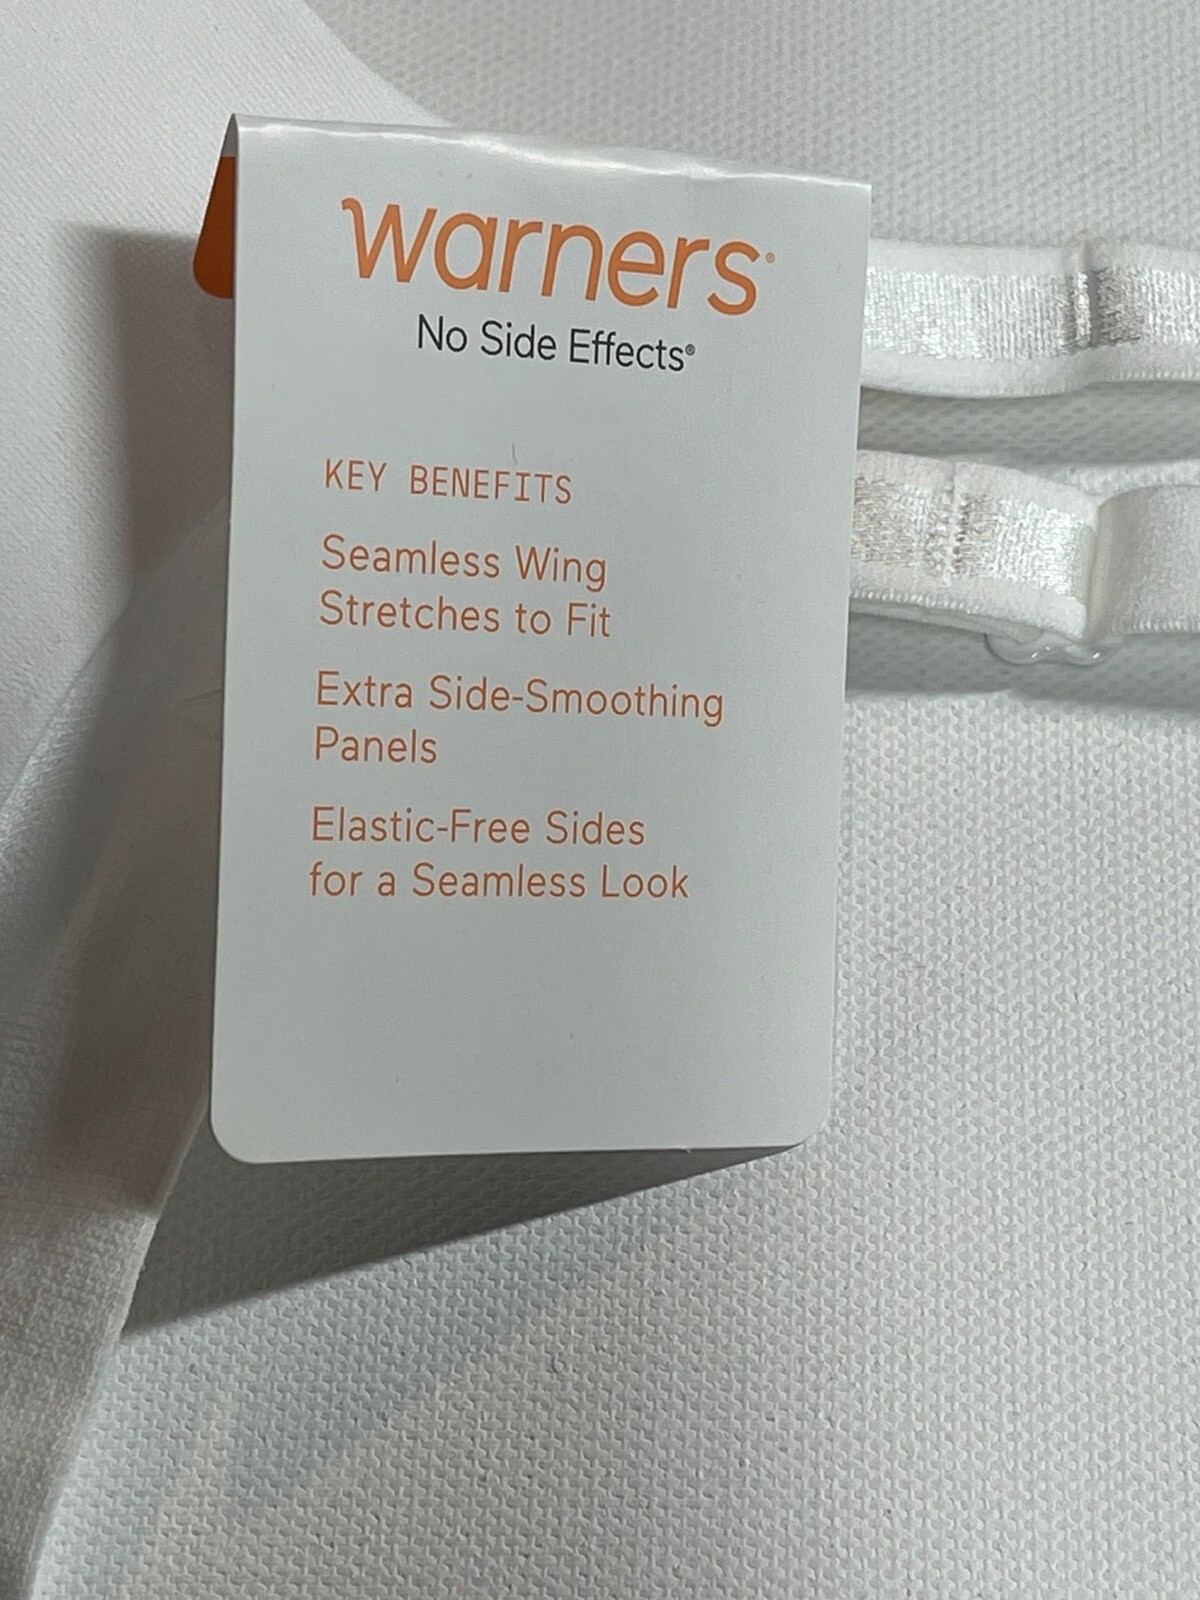 warners®
No Side Effects®
KEY BENEFITS
Seamless Wing
Stretches to Fit
Extra Side-Smoothing
Panels
Elastic-Free Sides
for a Seamless Look